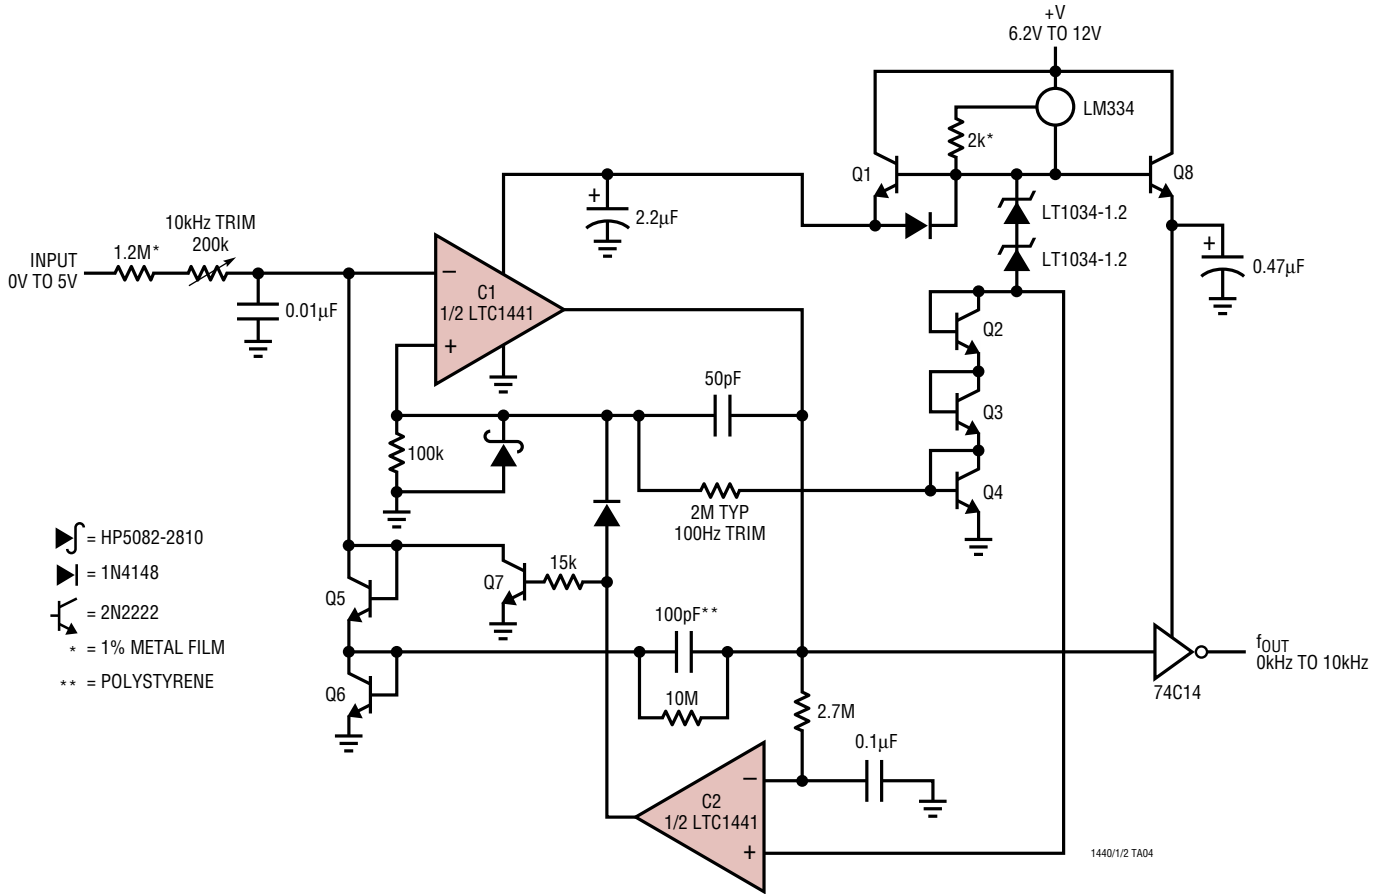 +V
6.2V TO 12V
LM334
2k*
Q1
Q8
LT1034-1.2
LT1034-1.2
+
2.2µF
+
0.47µF
10kHz TRIM
200k
INPUT
0V TO 5V
1.2M*
0.01µF
–
C1
1/2 LTC1441
+
Q2
Q3
Q4
50pF
100k
2M TYP
100Hz TRIM
= HP5082-2810
= 1N4148
= 2N2222
* = 1% METAL FILM
** = POLYSTYRENE
Q5
Q7
15k
Q6
100pF**
10M
2.7M
74C14
fOUT
0kHz TO 10kHz
0.1µF
–
C2
1/2 LTC1441
+
1440/1/2 TA04